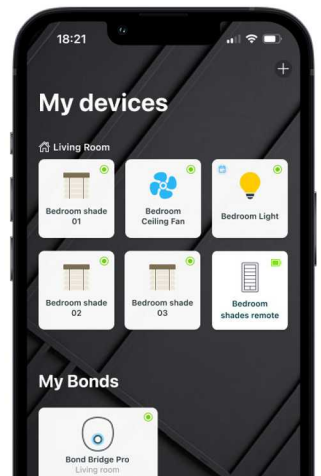 18:21
My devices
Living Room
Bedroom shade
01
Bedroom
Ceiling Fan
Bedroom Light
Bedroom shade
02
Bedroom shade
03
Bedroom
shades remote
My Bonds
Bond Bridge Pro
Living room